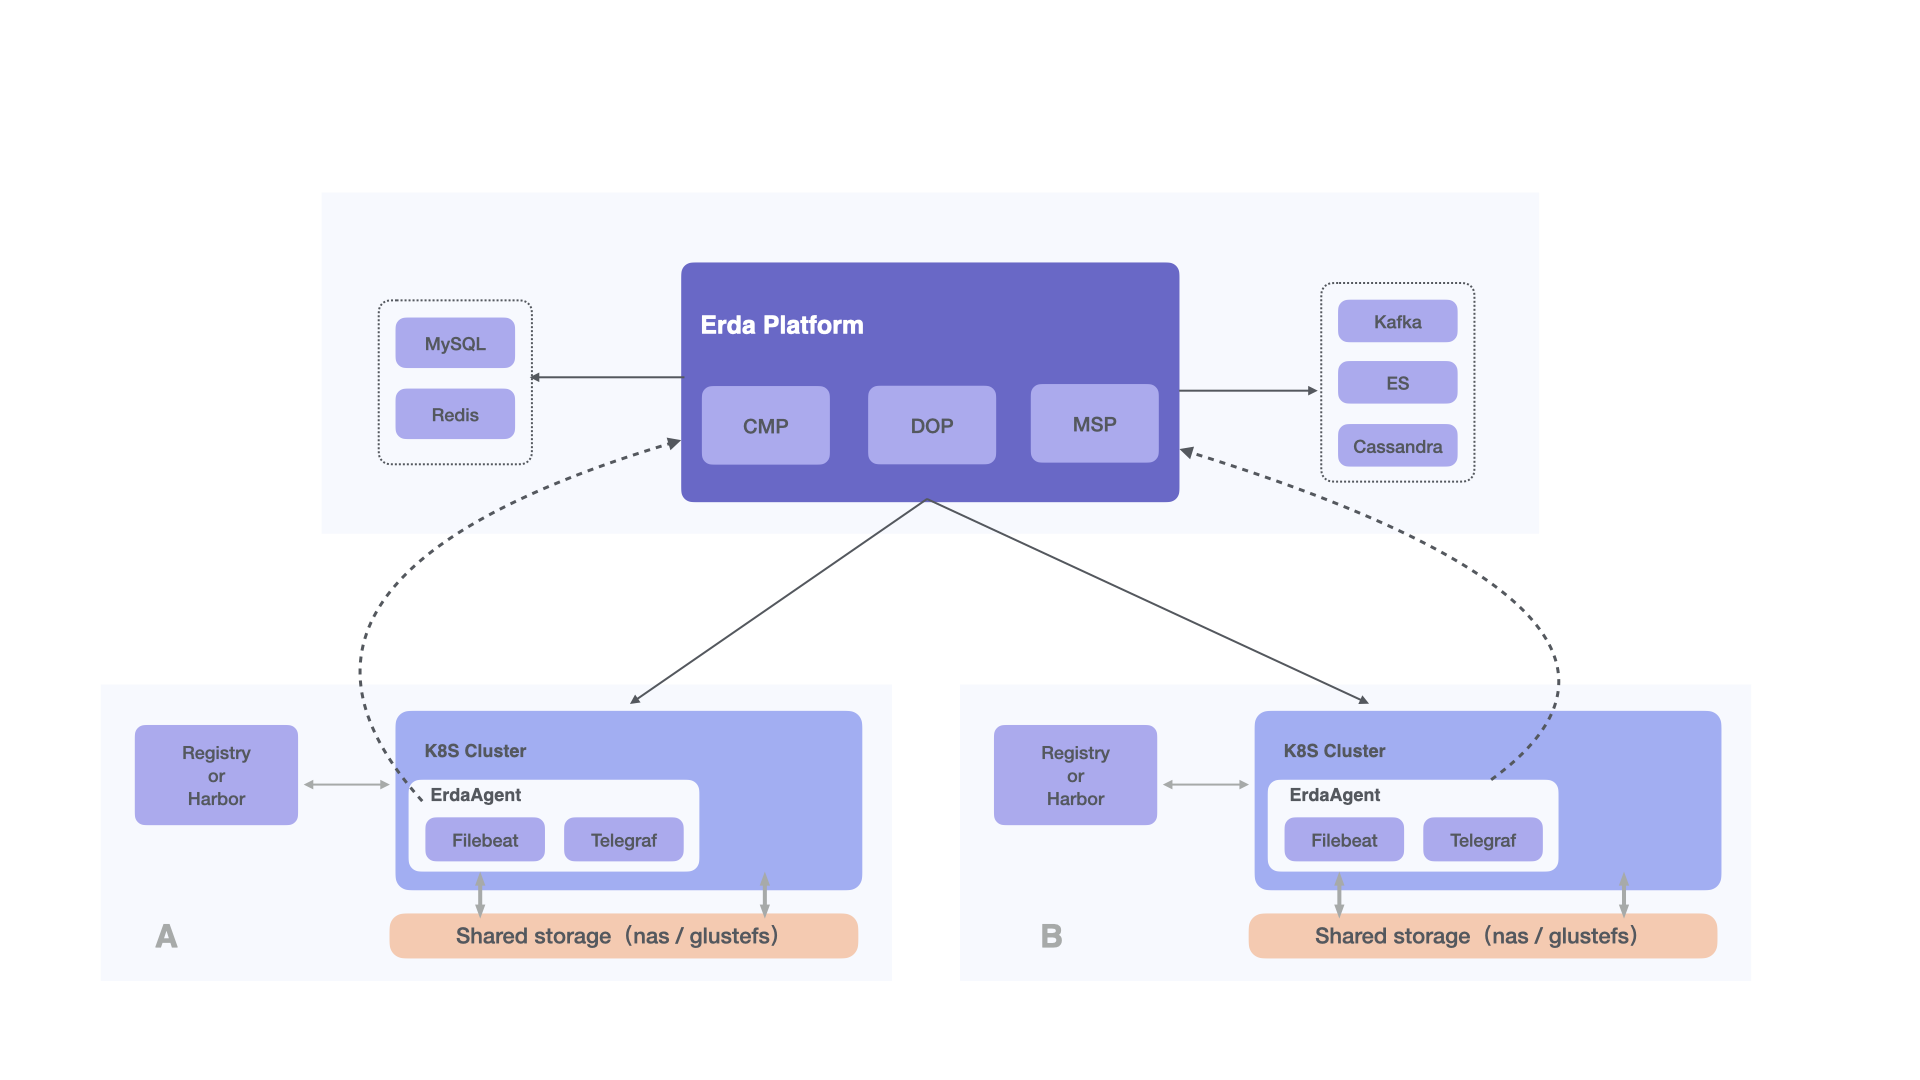 Erda Platform
MySQL
Redis
CMP
DOP
MSP
Kafka
ES
Cassandra
Registry
or
Harbor
K8S Cluster
ErdaAgent
Filebeat
Telegraf
A
Shared storage（nas / glustefs）
Registry
or
Harbor
K8S Cluster
ErdaAgent
Filebeat
Telegraf
B
Shared storage（nas / glustefs）